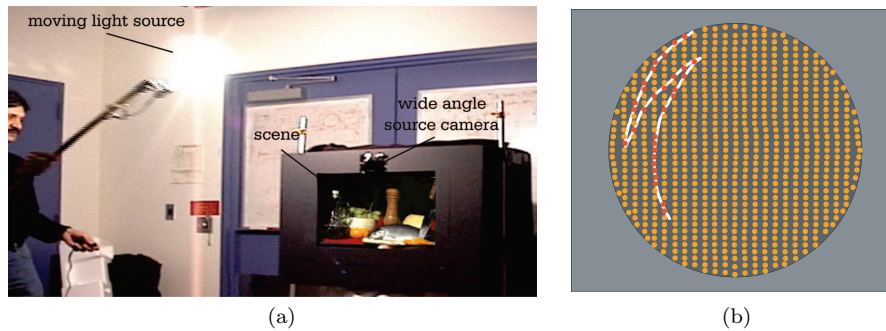 moving light source
wide angle
source camera
scene
(a)
(b)